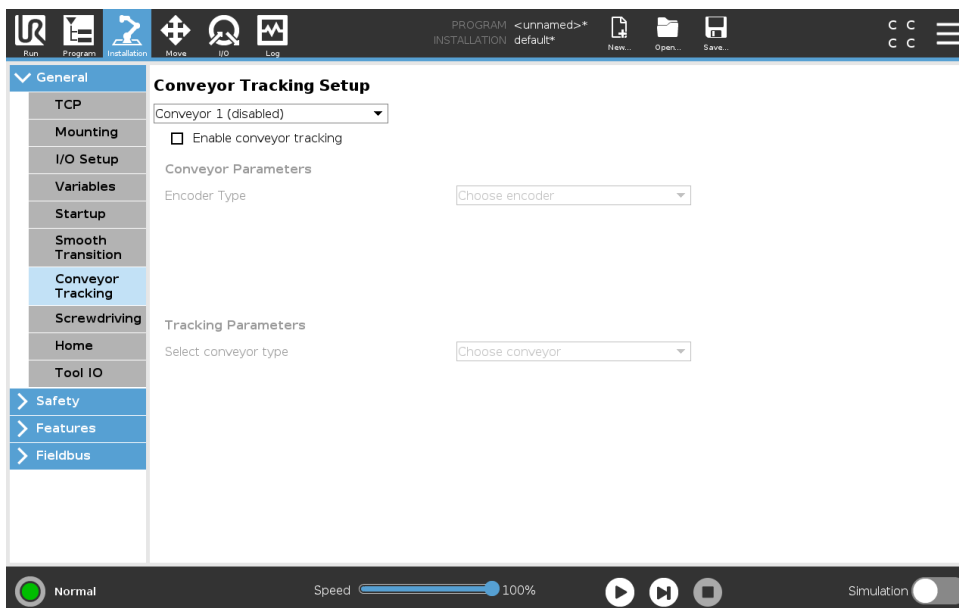 UR
PROGRAM <unnamed>*
INSTALLATION default*
Run
Program
Installation
Move
I/O
Log
New...
Open...
Save...
C C
C C
General
TCP
Mounting
I/O Setup
Variables
Startup
Smooth
Transition
Conveyor
Tracking
Screwdriving
Home
Tool IO
Safety
Features
Fieldbus
Conveyor Tracking Setup
Conveyor 1 (disabled)
Enable conveyor tracking
Conveyor Parameters
Encoder Type
Choose encoder
Tracking Parameters
Select conveyor type
Choose conveyor
Normal
Speed
100%
Simulation